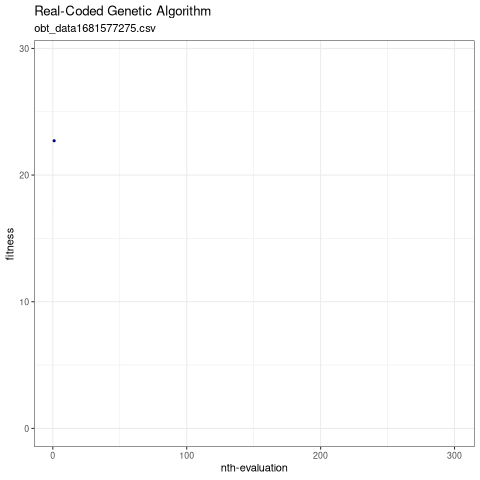 Real-Coded Genetic Algorithm
obt_data1681577275.csv
30
20
10
0
fitness
0 100 200 300
nth-evaluation